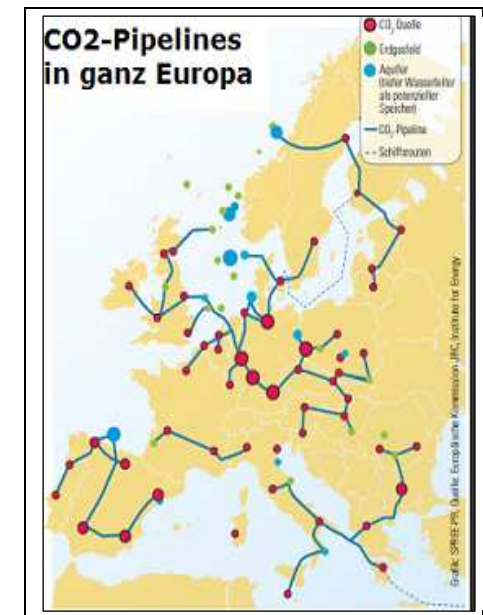 CO2-Pipelines
in ganz Europa
CO₂ Quelle
Erdgasfeld
Aquifer
(tiefer Wasserleiter
als potenzieller
Speicher)
CO₂ Pipeline
Schiffsrouten
Grafik: SPREE-PR, Quelle: Europäische Kommission JRC, Institute for Energy